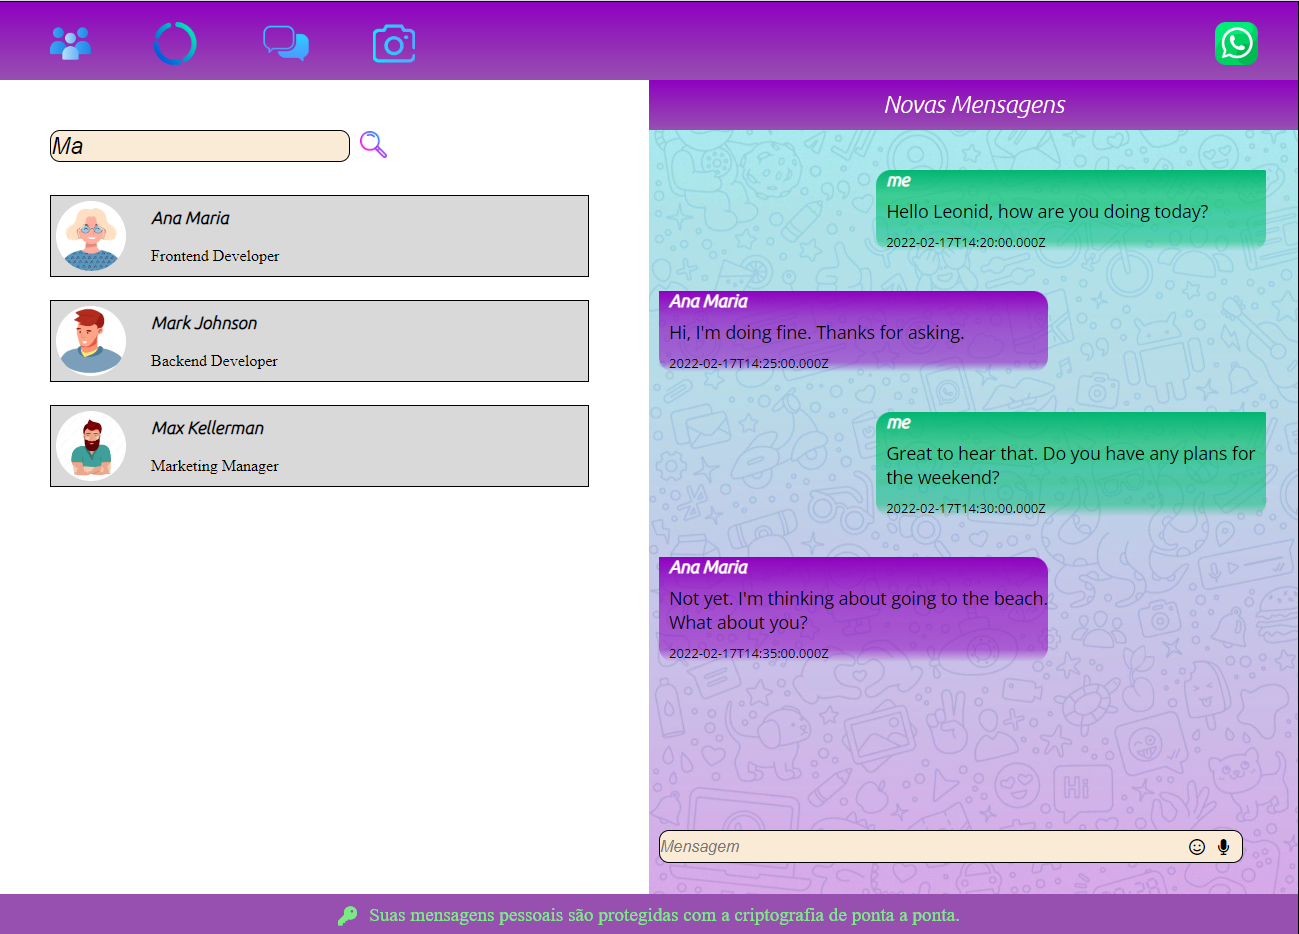 Ma
Ana Maria
Frontend Developer
Mark Johnson
Backend Developer
Max Kellerman
Marketing Manager
Novas Mensagens
me
Hello Leonid, how are you doing today?
2022-02-17T14:20:00.000Z
Ana Maria
Hi, I'm doing fine. Thanks for asking.
2022-02-17T14:25:00.000Z
me
Great to hear that. Do you have any plans for
the weekend?
2022-02-17T14:30:00.000Z
Ana Maria
Not yet. I'm thinking about going to the beach.
What about you?
2022-02-17T14:35:00.000Z
Hi
Mensagem
Suas mensagens pessoais são protegidas com a criptografia de ponta a ponta.